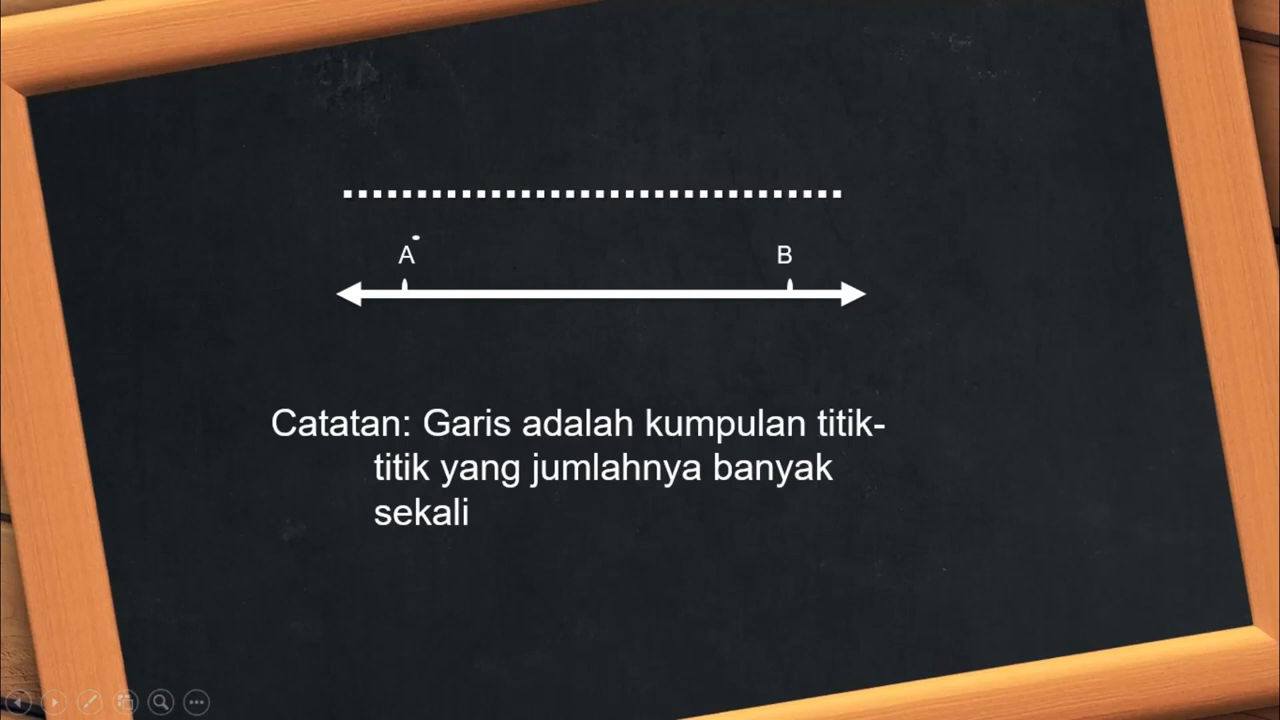 A B
Catatan: Garis adalah kumpulan titik-
titik yang jumlahnya banyak
sekali